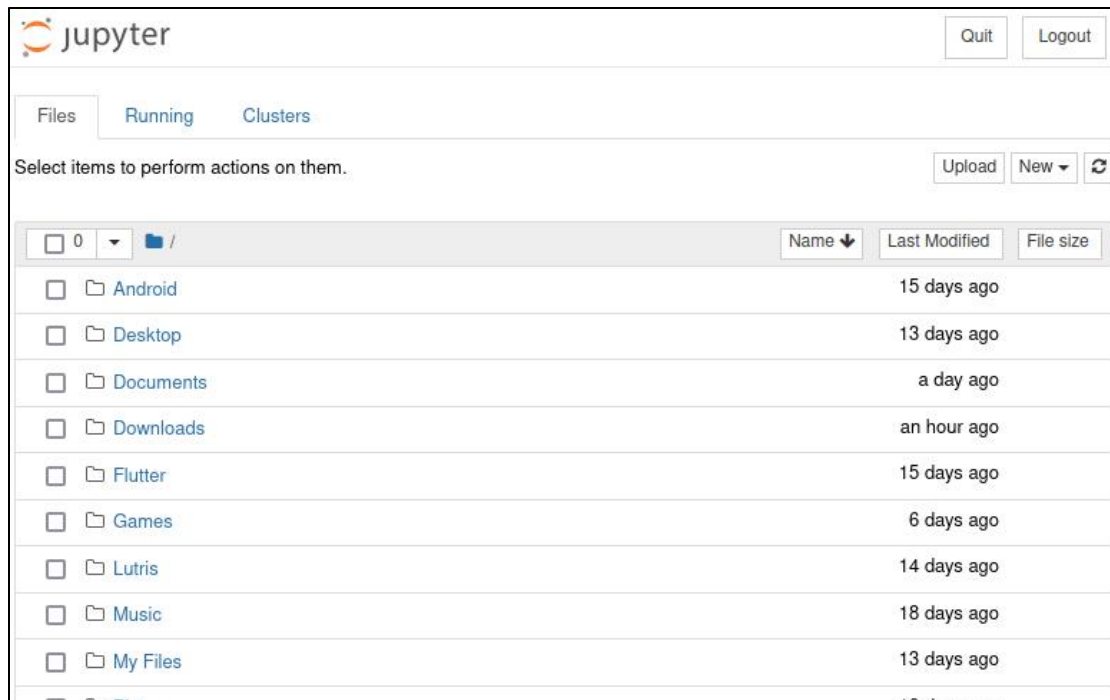 jupyter
Quit Logout
Files Running Clusters
Select items to perform actions on them.
Upload New
0 / Name Last Modified File size
Android 15 days ago
Desktop 13 days ago
Documents a day ago
Downloads an hour ago
Flutter 15 days ago
Games 6 days ago
Lutris 14 days ago
Music 18 days ago
My Files 13 days ago